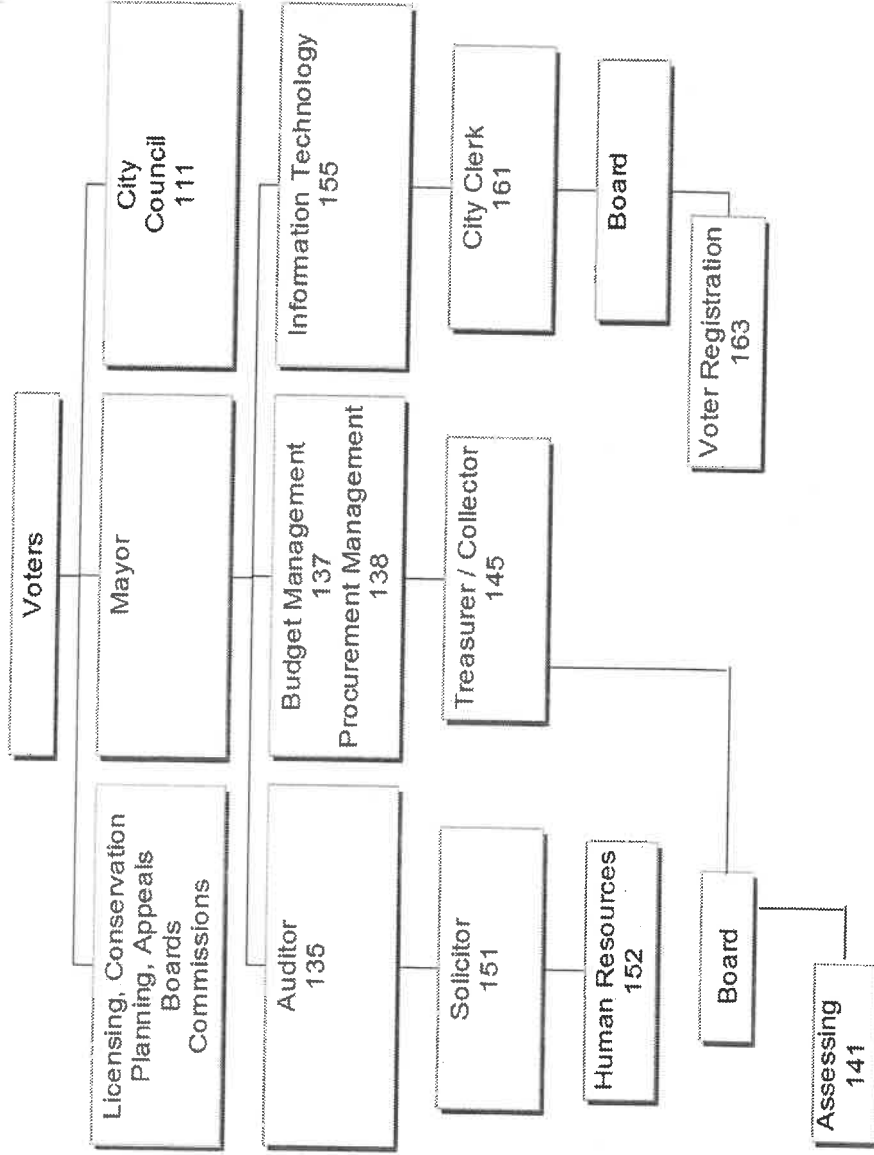 Voters
Licensing, Conservation
Planning, Appeals
Boards
Commissions
Mayor
City
Council
111
Auditor
135
Budget Management
137
Procurement Management
138
Information Technology
155
Solicitor
151
Treasurer / Collector
145
City Clerk
161
Human Resources
152
Board
Board
Voter Registration
163
Assessing
141